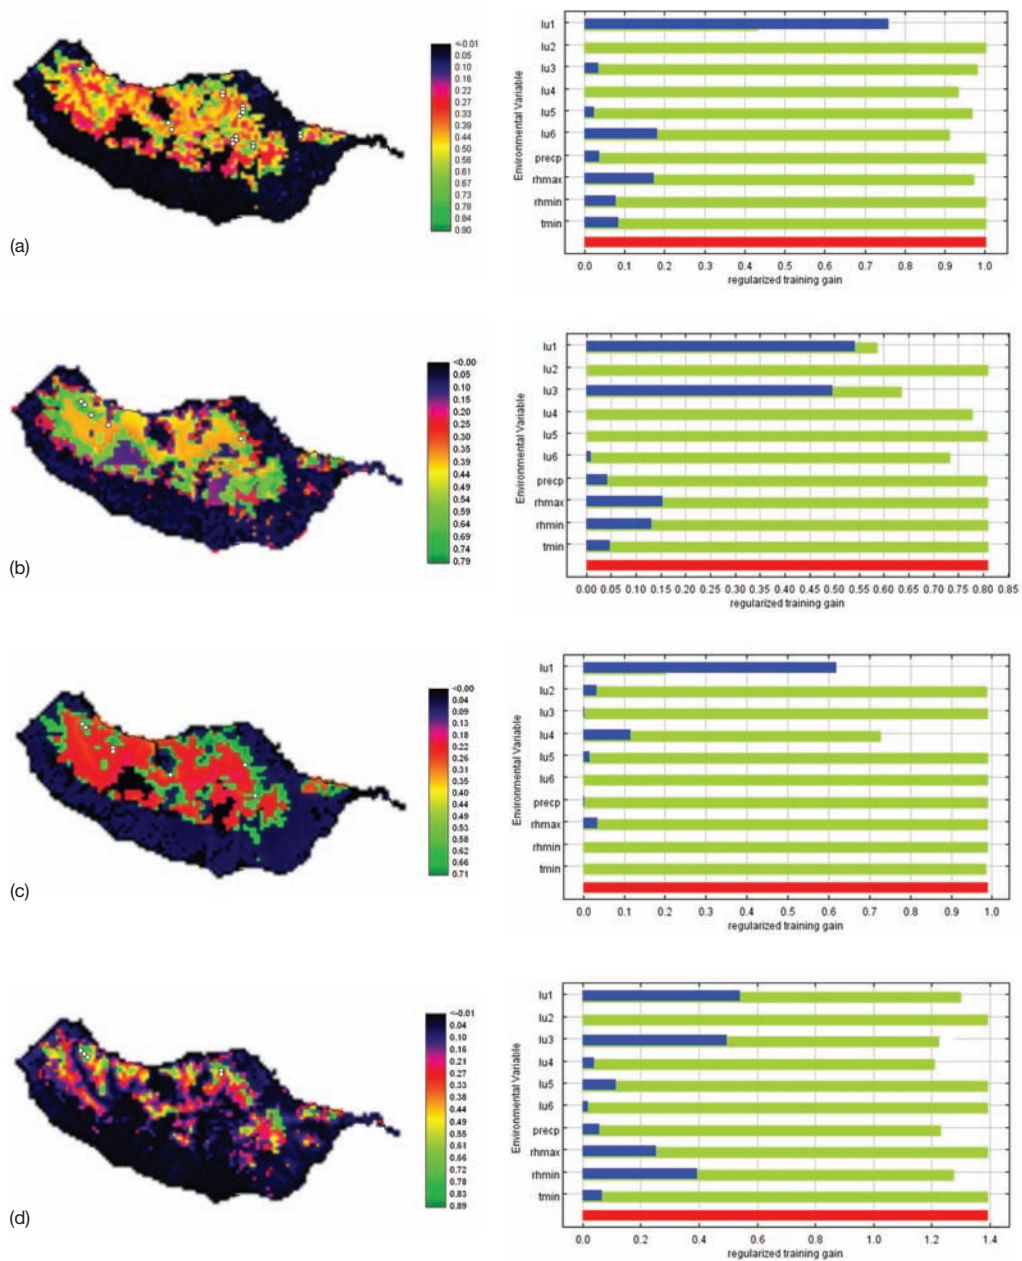 <-0.01
0.05
0.10
0.16
0.22
0.27
0.33
0.39
0.44
0.50
0.56
0.61
0.67
0.73
0.78
0.84
0.90
(a)
Environmental Variable
lu1
lu2
lu3
lu4
lu5
lu6
precp
rhmax
rhmin
tmin
0.0 0.1 0.2 0.3 0.4 0.5 0.6 0.7 0.8 0.9 1.0
regularized training gain
<0.00
0.05
0.10
0.15
0.20
0.25
0.30
0.35
0.40
0.44
0.49
0.54
0.59
0.64
0.69
0.74
0.79
(b)
Environmental Variable
lu1
lu2
lu3
lu4
lu5
lu6
precp
rhmax
rhmin
tmin
0.00 0.05 0.10 0.15 0.20 0.25 0.30 0.35 0.40 0.45 0.50 0.55 0.60 0.65 0.70 0.75 0.80 0.85
regularized training gain
<0.00
0.04
0.09
0.13
0.18
0.22
0.26
0.31
0.35
0.40
0.44
0.49
0.53
0.58
0.62
0.66
0.71
(c)
Environmental Variable
lu1
lu2
lu3
lu4
lu5
lu6
precp
rhmax
rhmin
tmin
0.0 0.1 0.2 0.3 0.4 0.5 0.6 0.7 0.8 0.9 1.0
regularized training gain
<-0.01
0.04
0.10
0.16
0.21
0.27
0.33
0.38
0.44
0.49
0.55
0.61
0.66
0.72
0.78
0.83
0.89
(d)
Environmental Variable
lu1
lu2
lu3
lu4
lu5
lu6
precp
rhmax
rhmin
tmin
0.0 0.2 0.4 0.6 0.8 1.0 1.2 1.4
regularized training gain